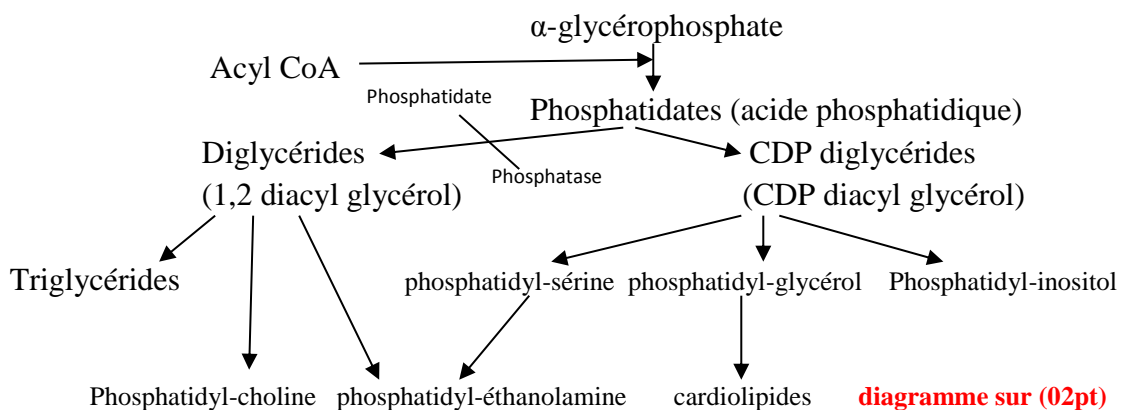 α-glycérophosphate
Acyl CoA
Phosphatidate
Phosphatidates (acide phosphatidique)
Diglycérides
CDP diglycérides
Phosphatase
(1,2 diacyl glycérol)
(CDP diacyl glycérol)
Triglycérides
phosphatidyl-sérine
phosphatidyl-glycérol
Phosphatidyl-inositol
Phosphatidyl-choline
phosphatidyl-éthanolamine
cardiolipides
diagramme sur (02pt)